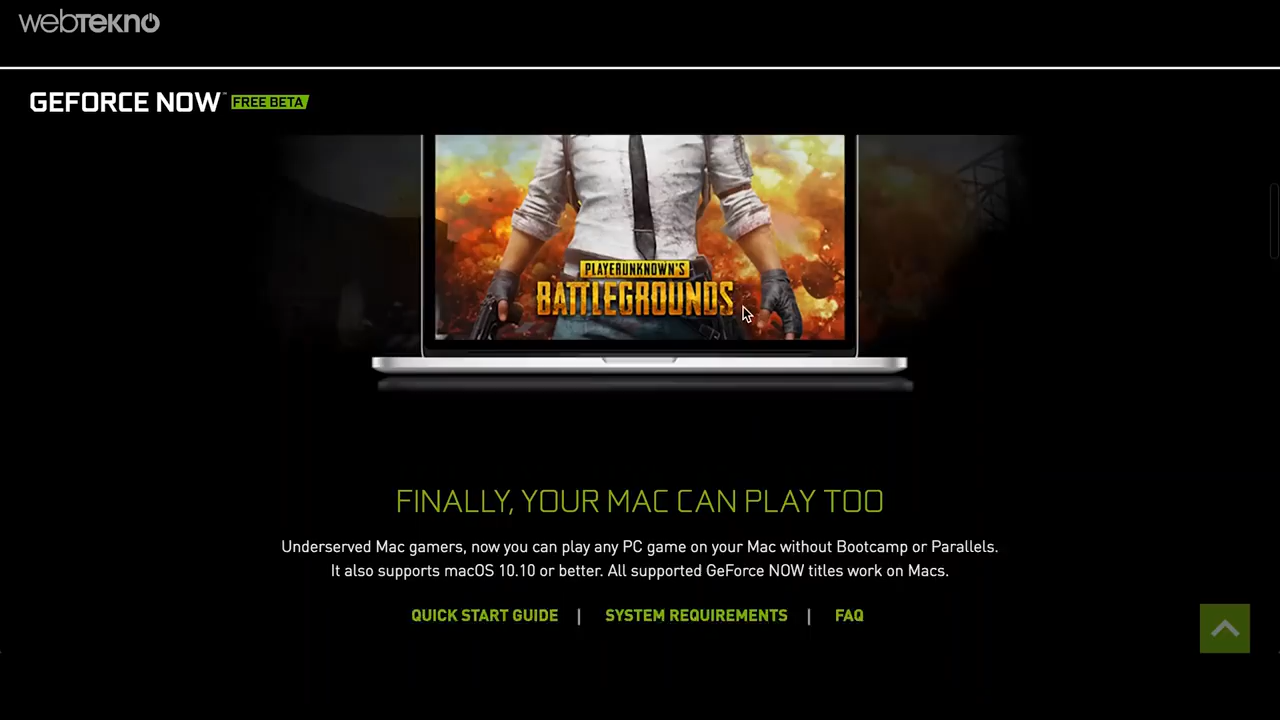 webtekno
GEFORCE NOW™ FREE BETA
PLAYERUNKNOWN'S
BATTLEGROUNDS
FINALLY, YOUR MAC CAN PLAY TOO
Underserved Mac gamers, now you can play any PC game on your Mac without Bootcamp or Parallels.
It also supports macOS 10.10 or better. All supported GeForce NOW titles work on Macs.
QUICK START GUIDE | SYSTEM REQUIREMENTS | FAQ